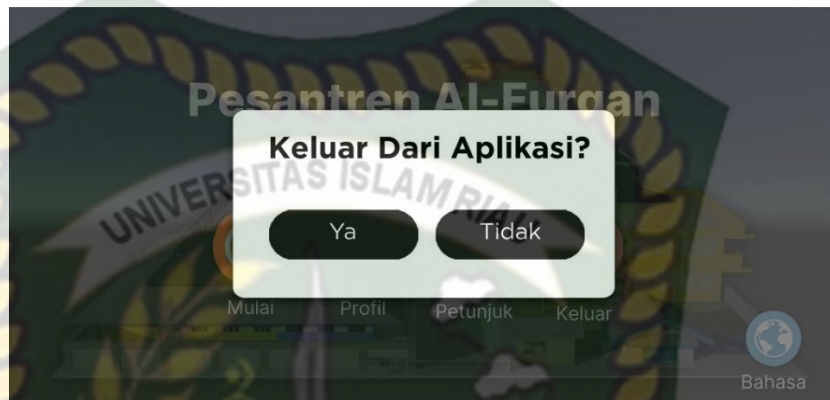 Pesantren Al-Furqan
Keluar Dari Aplikasi?
UNIVERSITAS ISLAM RIAU
Ya Tidak
Mulai Profil Petunjuk Keluar
Bahasa